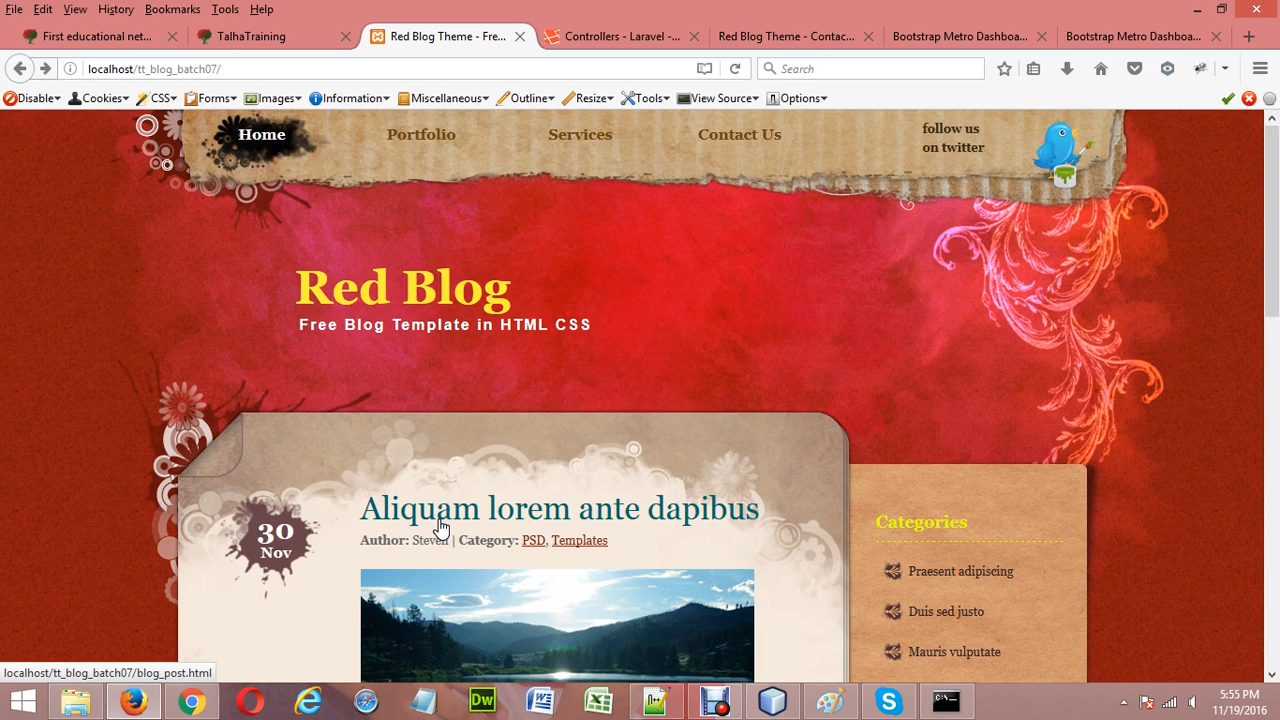 File Edit View History Bookmarks Tools Help
First educational net...
TalhaTraining
Red Blog Theme - Fre...
Controllers - Laravel -...
Red Blog Theme - Contac...
Bootstrap Metro Dashboa...
Bootstrap Metro Dashboa...
localhost/tt_blog_batch07/
Search
Disable Cookies CSS Forms Images Information Miscellaneous Outline Resize Tools View Source Options
Home Portfolio Services Contact Us
follow us
on twitter
Red Blog
Free Blog Template in HTML CSS
30
Nov
Aliquam lorem ante dapibus
Author: Steven | Category: PSD, Templates
Categories
Praesent adipiscing
Duis sed justo
Mauris vulputate
localhost/tt_blog_batch07/blog_post.html
Dw
5:55 PM
11/19/2016